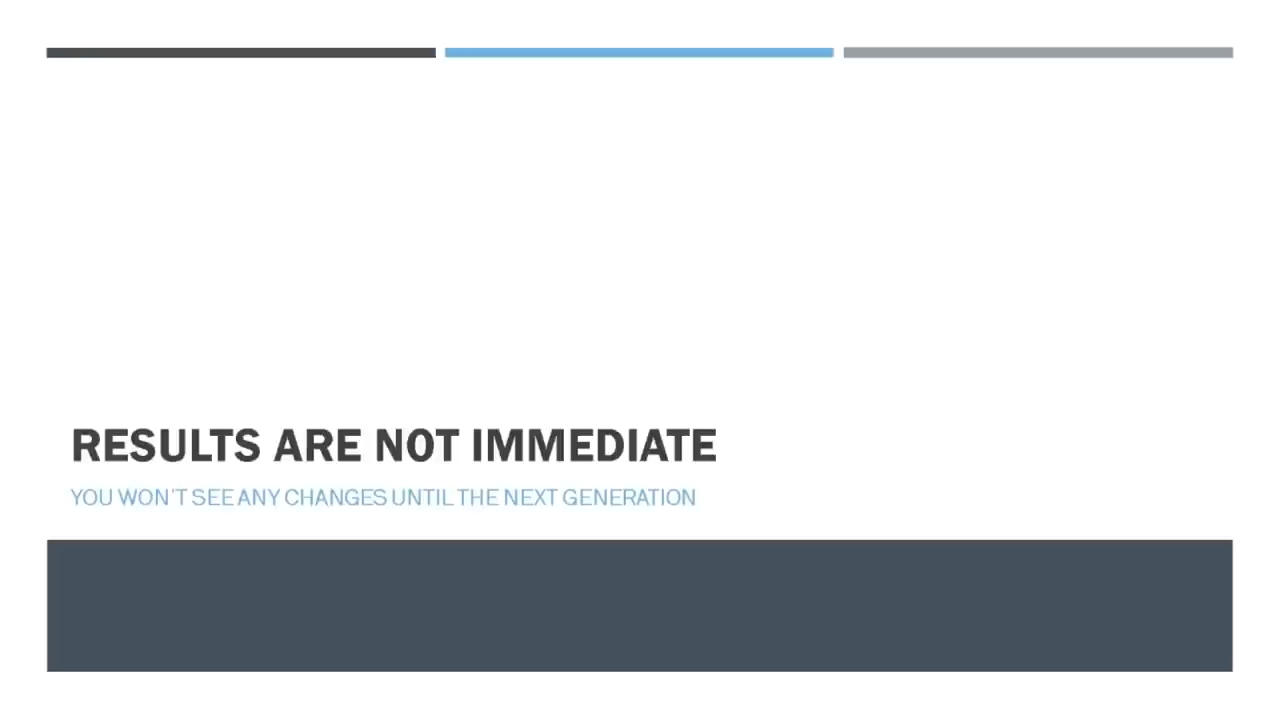 RESULTS ARE NOT IMMEDIATE
YOU WON'T SEE ANY CHANGES UNTIL THE NEXT GENERATION